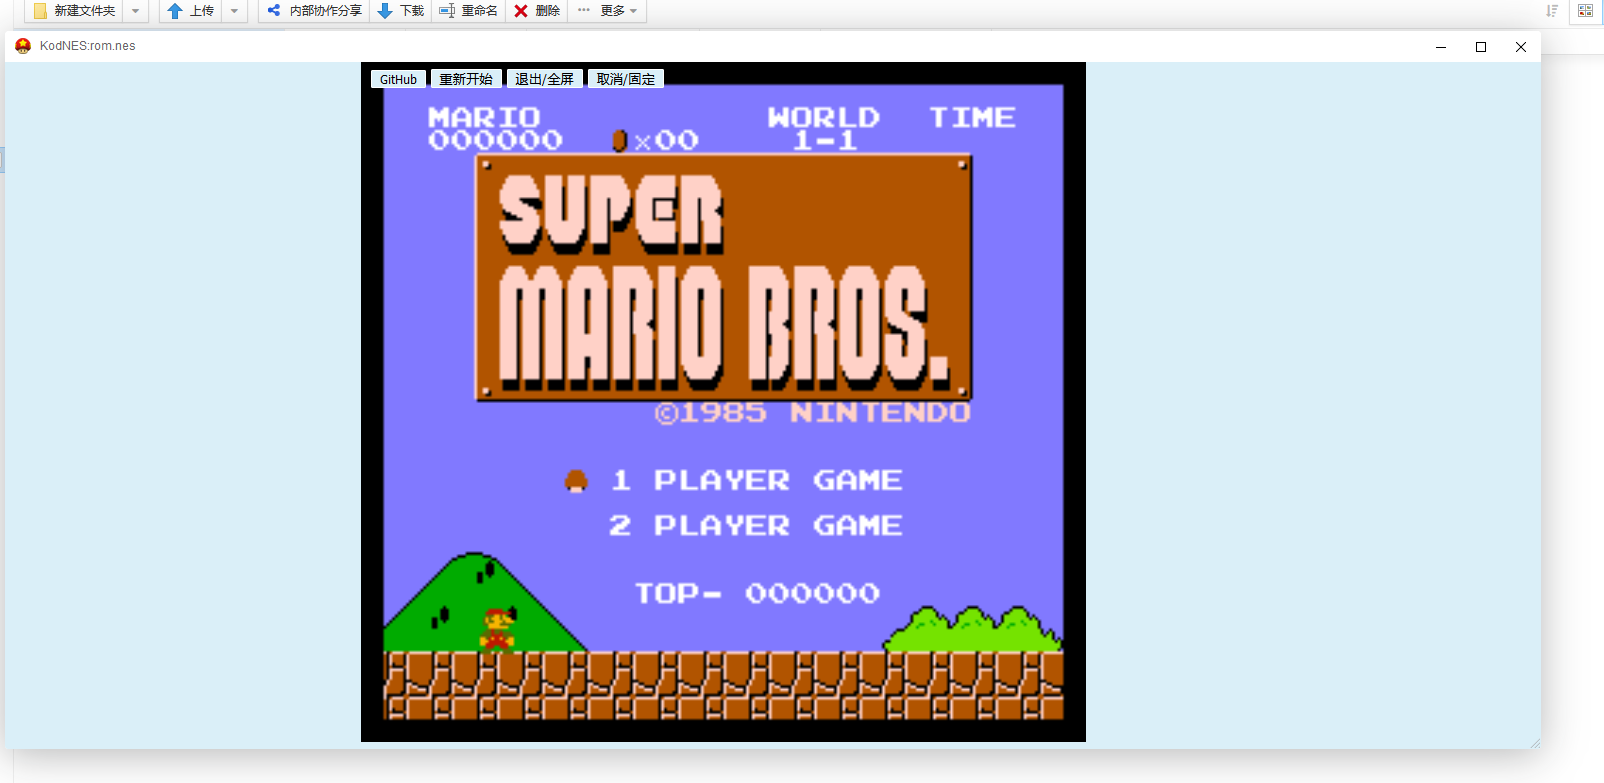 新建文件夹 上传 内部协作分享 下载 重命名 删除 更多
KodNES:rom.nes
GitHub 重新开始 退出/全屏 取消/固定
MARIO WORLD TIME
000000 ×00 1-1
SUPER
MARIO BROS.
©1985 NINTENDO
1 PLAYER GAME
2 PLAYER GAME
TOP- 000000